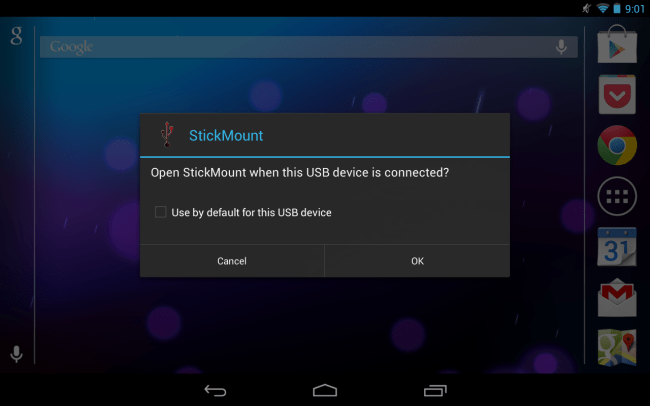 9:01
g
Google
StickMount
Open StickMount when this USB device is connected?
Use by default for this USB device
Cancel
OK
31
g